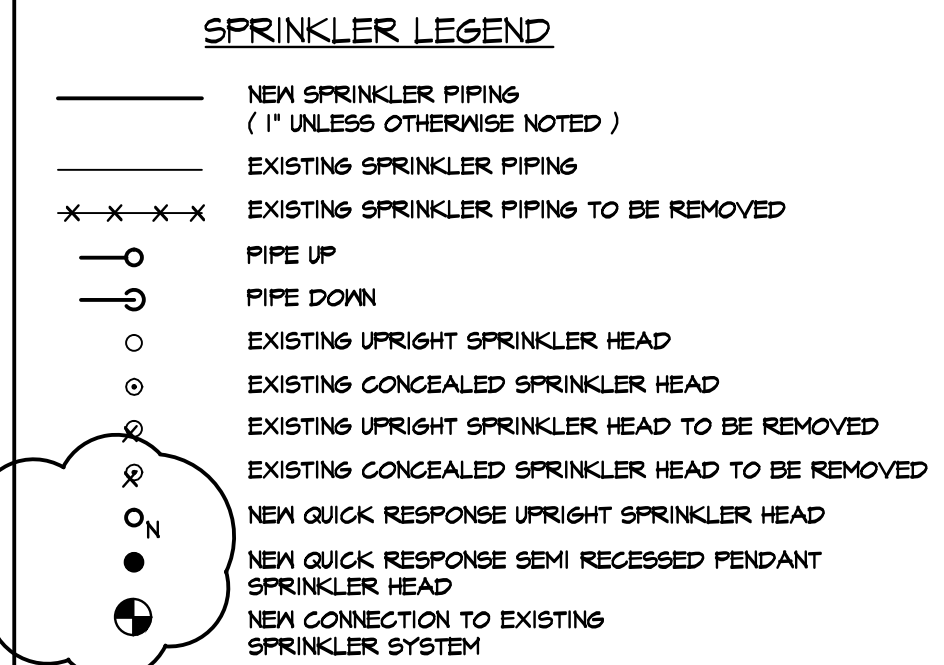 SPRINKLER LEGEND
NEW SPRINKLER PIPING
( 1" UNLESS OTHERWISE NOTED )
EXISTING SPRINKLER PIPING
EXISTING SPRINKLER PIPING TO BE REMOVED
PIPE UP
PIPE DOWN
EXISTING UPRIGHT SPRINKLER HEAD
EXISTING CONCEALED SPRINKLER HEAD
EXISTING UPRIGHT SPRINKLER HEAD TO BE REMOVED
EXISTING CONCEALED SPRINKLER HEAD TO BE REMOVED
N NEW QUICK RESPONSE UPRIGHT SPRINKLER HEAD
NEW QUICK RESPONSE SEMI RECESSED PENDANT
SPRINKLER HEAD
NEW CONNECTION TO EXISTING
SPRINKLER SYSTEM